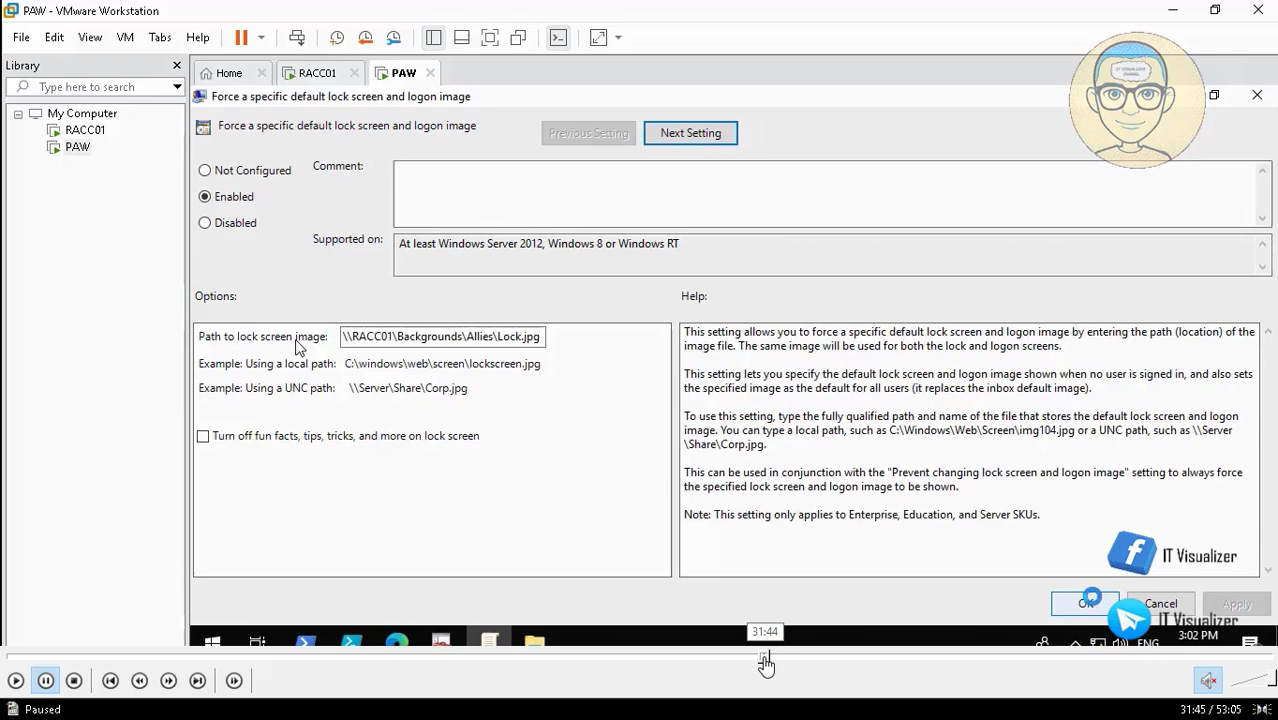 PAW - VMware Workstation
File Edit View VM Tabs Help
Library
Type here to search
My Computer
RACC01
PAW
Home RACC01 PAW
IT VISUALIZER
CHANNEL
Force a specific default lock screen and logon image
Force a specific default lock screen and logon image
Previous Setting Next Setting
Not Configured
Enabled
Disabled
Comment:
Supported on: At least Windows Server 2012, Windows 8 or Windows RT
Options:
Path to lock screen image: \\RACC01\Backgrounds\Allies\Lock.jpg
Example: Using a local path: C:\windows\web\screen\lockscreen.jpg
Example: Using a UNC path: \\Server\Share\Corp.jpg
Turn off fun facts, tips, tricks, and more on lock screen
Help:
This setting allows you to force a specific default lock screen and logon image by entering the path (location) of the
image file. The same image will be used for both the lock and logon screens.
This setting lets you specify the default lock screen and logon image shown when no user is signed in, and also sets
the specified image as the default for all users (it replaces the inbox default image).
To use this setting, type the fully qualified path and name of the file that stores the default lock screen and logon
image. You can type a local path, such as C:\Windows\Web\Screen\img104.jpg or a UNC path, such as \\Server
\Share\Corp.jpg.
This can be used in conjunction with the "Prevent changing lock screen and logon image" setting to always force
the specified lock screen and logon image to be shown.
Note: This setting only applies to Enterprise, Education, and Server SKUs.
IT Visualizer
OK Cancel Apply
IT Visualizer
31:44
ENG 3:02 PM
Paused 31:45 / 53:05